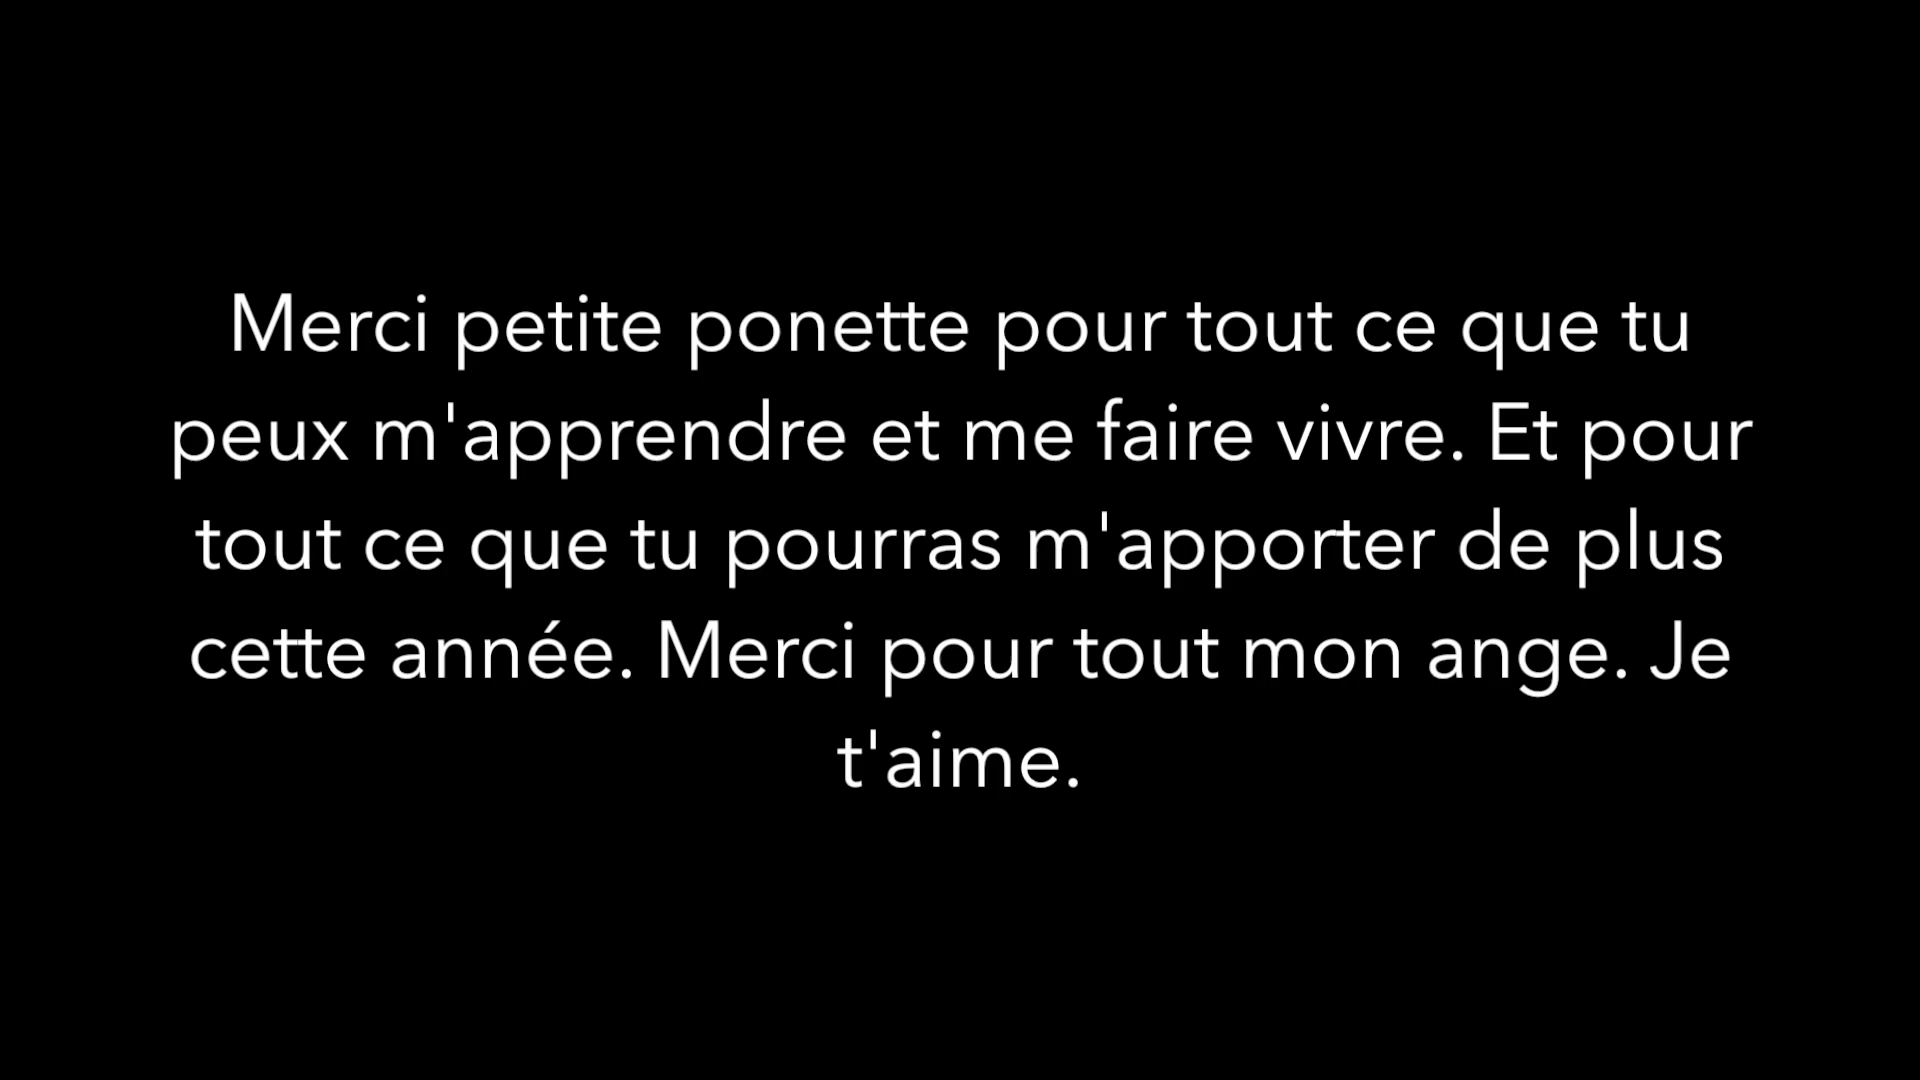 Merci petite ponette pour tout ce que tu
peux m'apprendre et me faire vivre. Et pour
tout ce que tu pourras m'apporter de plus
cette année. Merci pour tout mon ange. Je
t'aime.